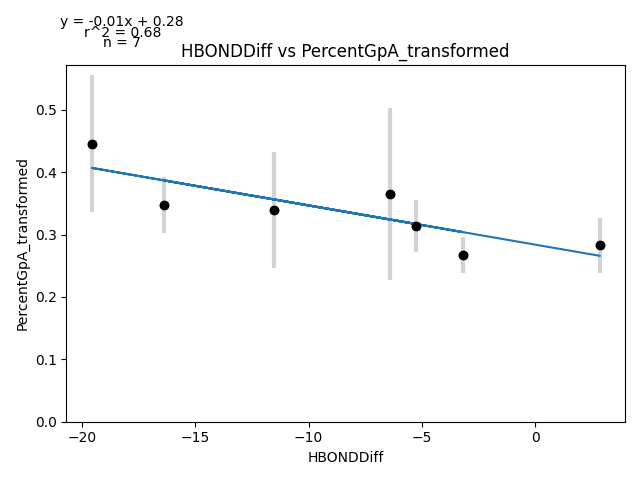 y = -0.01x + 0.28
r^2 = 0.68
n = 7
HBONDDiff vs PercentGpA_transformed
PercentGpA_transformed
0.5
0.4
0.3
0.2
0.1
0.0
−20
−15
−10
−5
0
HBONDDiff